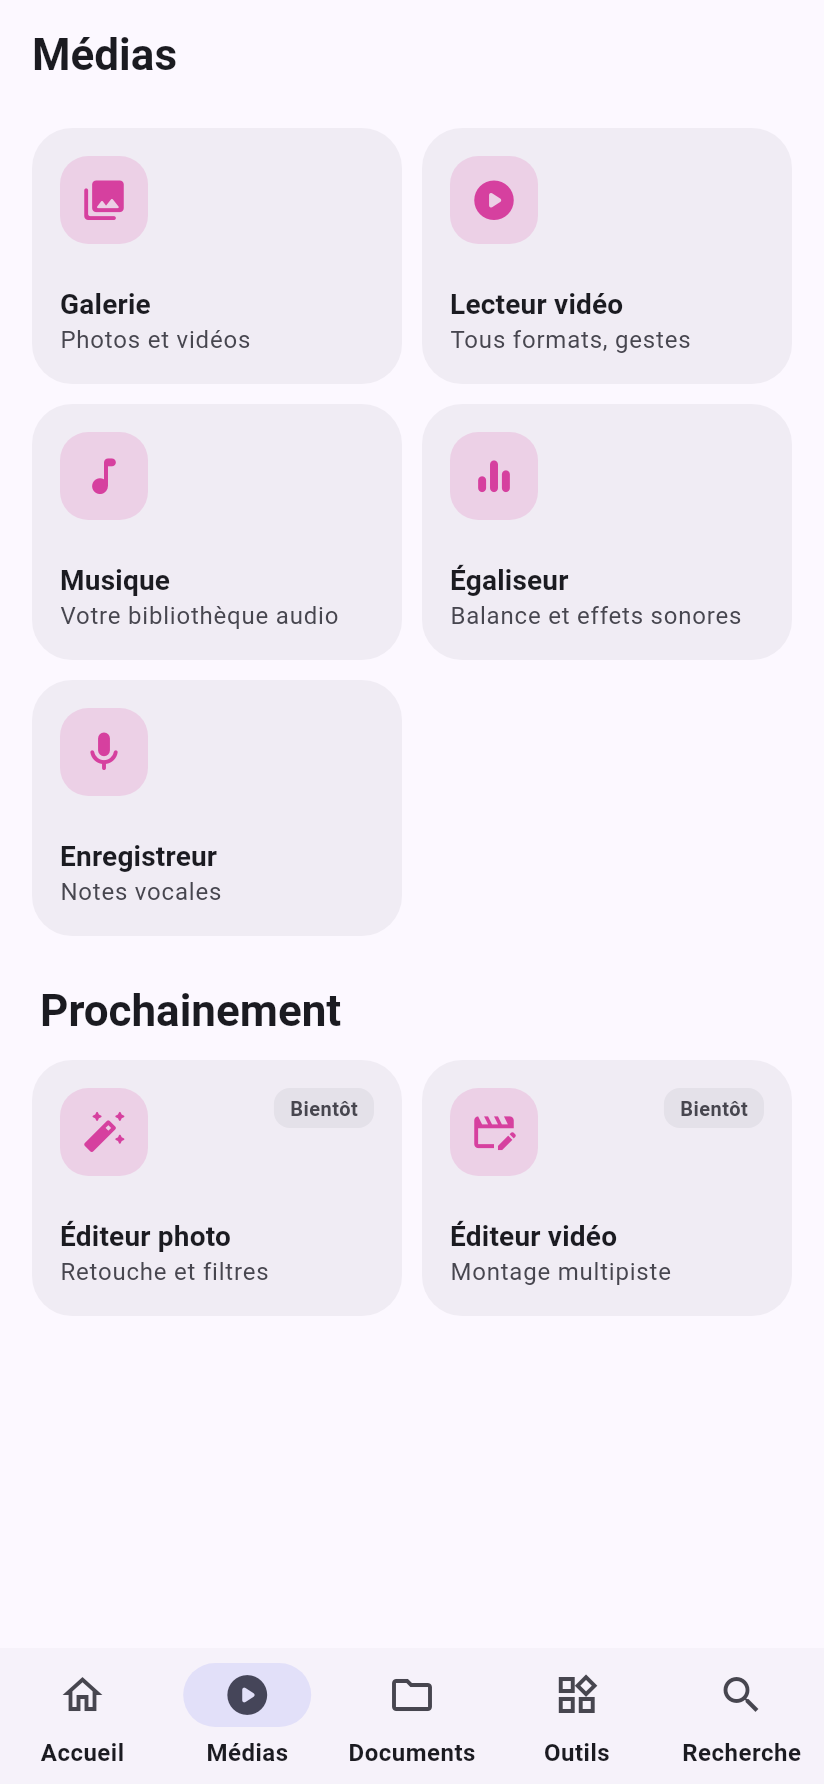 Médias
Galerie
Photos et vidéos
Lecteur vidéo
Tous formats, gestes
Musique
Votre bibliothèque audio
Égaliseur
Balance et effets sonores
Enregistreur
Notes vocales
Prochainement
Bientôt
Éditeur photo
Retouche et filtres
Bientôt
Éditeur vidéo
Montage multipiste
Accueil
Médias
Documents
Outils
Recherche